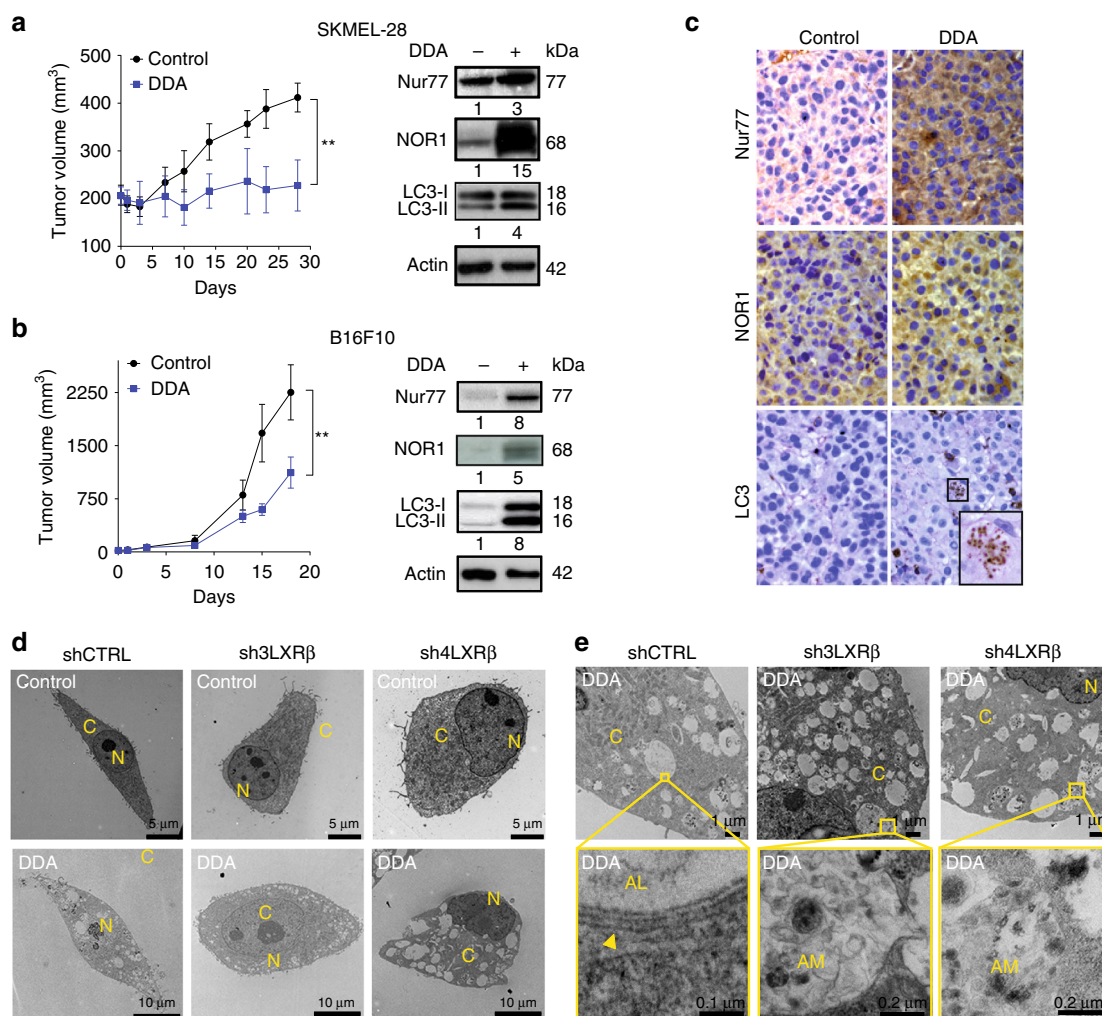 a
SKMEL-28
Tumor volume (mm³)
500
400
300
200
100
Control
DDA
**
0 5 10 15 20 25 30
Days
DDA – + kDa
Nur77 77
1 3
NOR1 68
1 15
LC3-I 18
LC3-II 16
1 4
Actin 42
b
B16F10
Tumor volume (mm³)
2250
1500
750
0
Control
DDA
**
0 5 10 15 20
Days
DDA – + kDa
Nur77 77
1 8
NOR1 68
1 5
LC3-I 18
LC3-II 16
1 8
Actin 42
c
Control DDA
Nur77
NOR1
LC3
d
shCTRL sh3LXRβ sh4LXRβ
Control Control Control
C N C N C N
5 μm 5 μm 5 μm
DDA DDA DDA
C N C N N C
10 μm 10 μm 10 μm
e
shCTRL sh3LXRβ sh4LXRβ
DDA DDA DDA
C C C N
1 μm 1 μm 1 μm
DDA DDA DDA
AL AM AM
0.1 μm 0.2 μm 0.2 μm